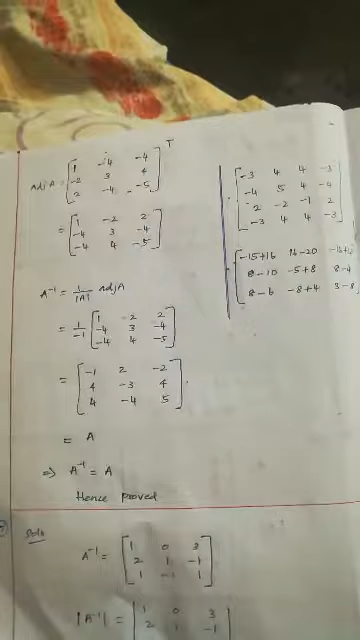 adj A = [1 -4 -4
-2 3 4
2 -4 -5]ᵀ
= [1 -2 2
-4 3 -4
-4 4 -5]
A⁻¹ = 1/|A| adj A
= 1/-1 [1 -2 2
-4 3 -4
-4 4 -5]
= [-1 2 -2
4 -3 4
4 -4 5].
= A
⇒ A⁻¹ = A
Hence proved
[-3 4 4 -3
-4 5 4 -4
-2 -2 -1 2
-3 4 4 -3]
[-15+16 16-20
8-10 -5+8 8-4
8-6 -8+4 3-8
Soln
A⁻¹ = [1 0 3
2 1 -1
1 -1 1]
|A⁻¹| = |1 0 3
2 1 -1|